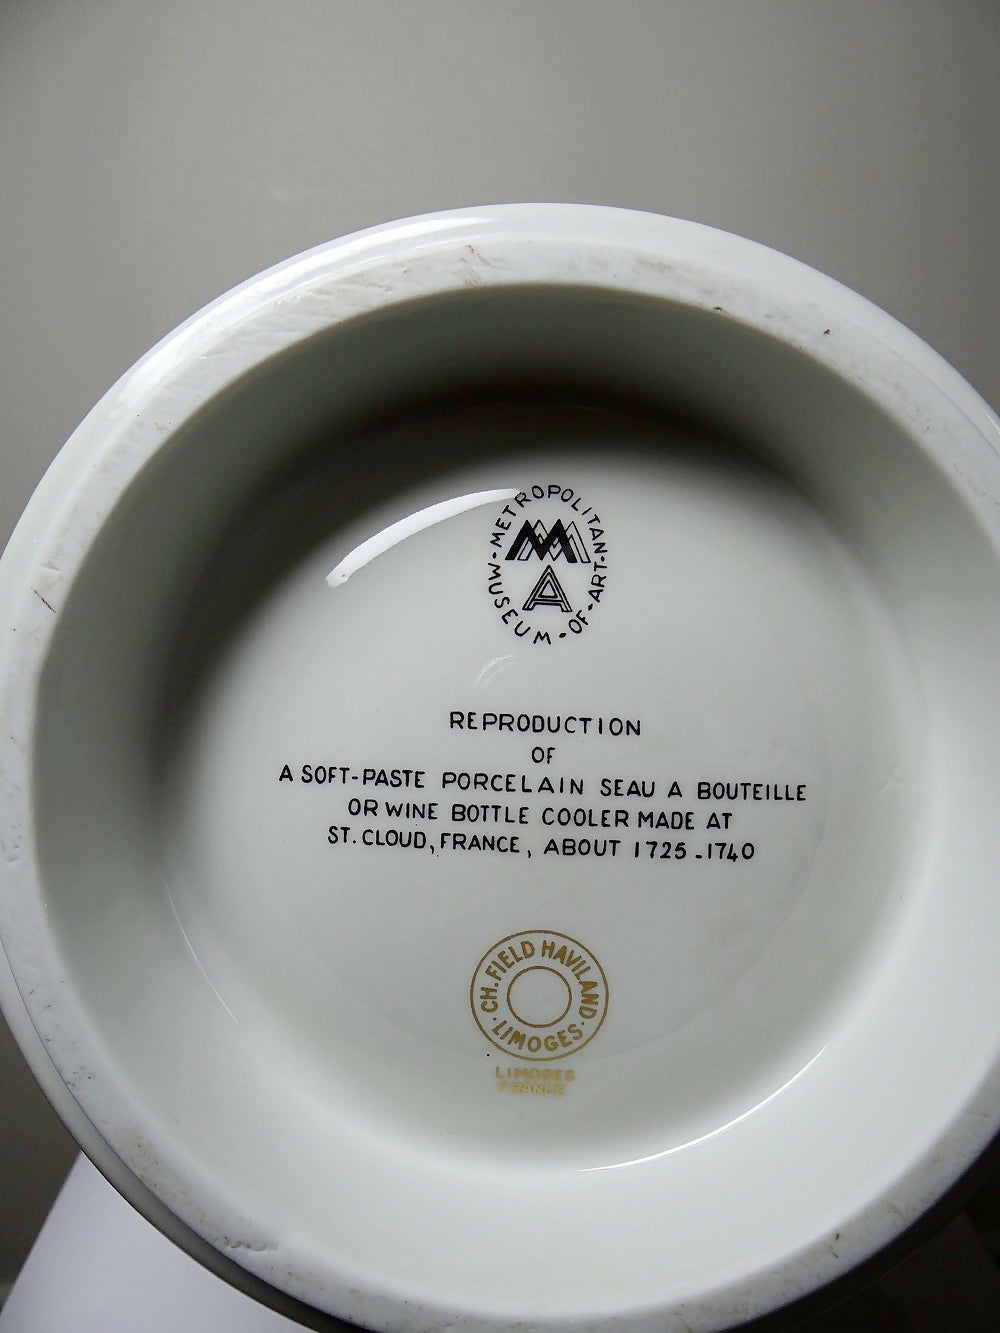 METROPOLITAN · MUSEUM · OF · ART ·
MMA
REPRODUCTION
OF
A SOFT-PASTE PORCELAIN SEAU A BOUTEILLE
OR WINE BOTTLE COOLER MADE AT
ST. CLOUD, FRANCE, ABOUT 1725-1740
CH. FIELD HAVILAND
· LIMOGES ·
LIMOGES
FRANCE